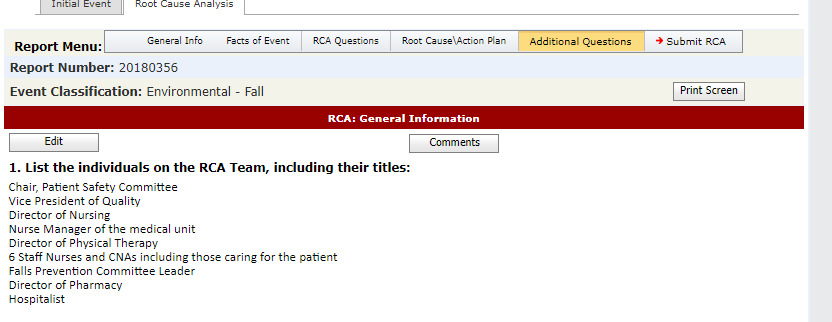 Initial Event Root Cause Analysis
Report Menu: General Info Facts of Event RCA Questions Root Cause\Action Plan Additional Questions Submit RCA
Report Number: 20180356
Event Classification: Environmental - Fall Print Screen
RCA: General Information
Edit Comments
1. List the individuals on the RCA Team, including their titles:
Chair, Patient Safety Committee
Vice President of Quality
Director of Nursing
Nurse Manager of the medical unit
Director of Physical Therapy
6 Staff Nurses and CNAs including those caring for the patient
Falls Prevention Committee Leader
Director of Pharmacy
Hospitalist